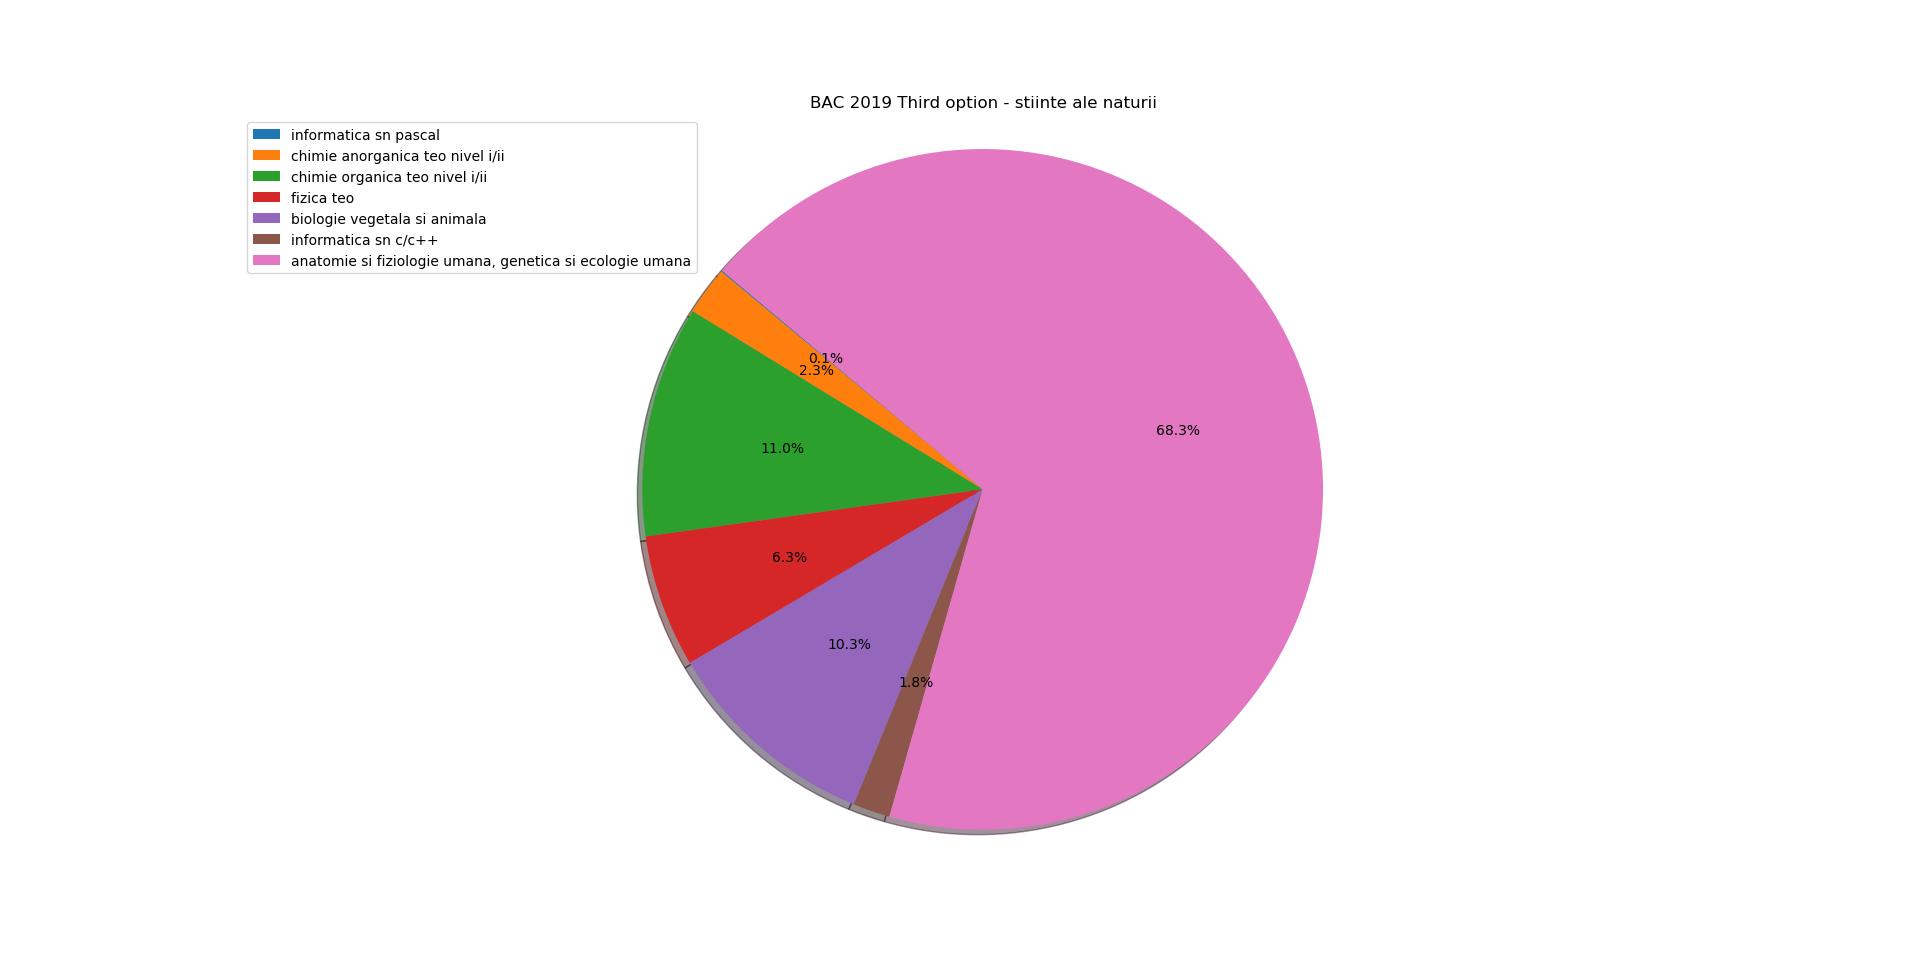 BAC 2019 Third option - stiinte ale naturii
informatica sn pascal
chimie anorganica teo nivel i/ii
chimie organica teo nivel i/ii
fizica teo
biologie vegetala si animala
informatica sn c/c++
anatomie si fiziologie umana, genetica si ecologie umana
0.1%
2.3%
68.3%
11.0%
6.3%
10.3%
1.8%